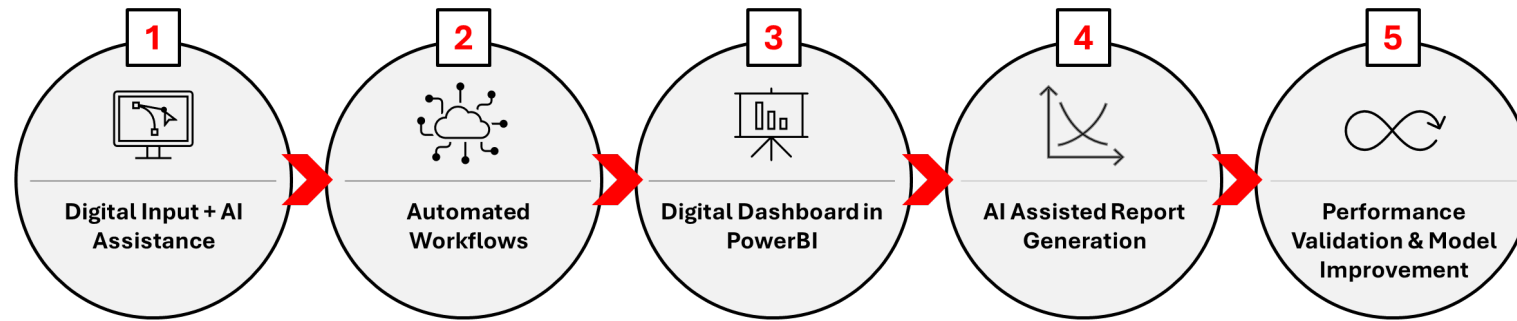 1
Digital Input + AI
Assistance
2
Automated
Workflows
3
Digital Dashboard in
PowerBI
4
AI Assisted Report
Generation
5
Performance
Validation & Model
Improvement